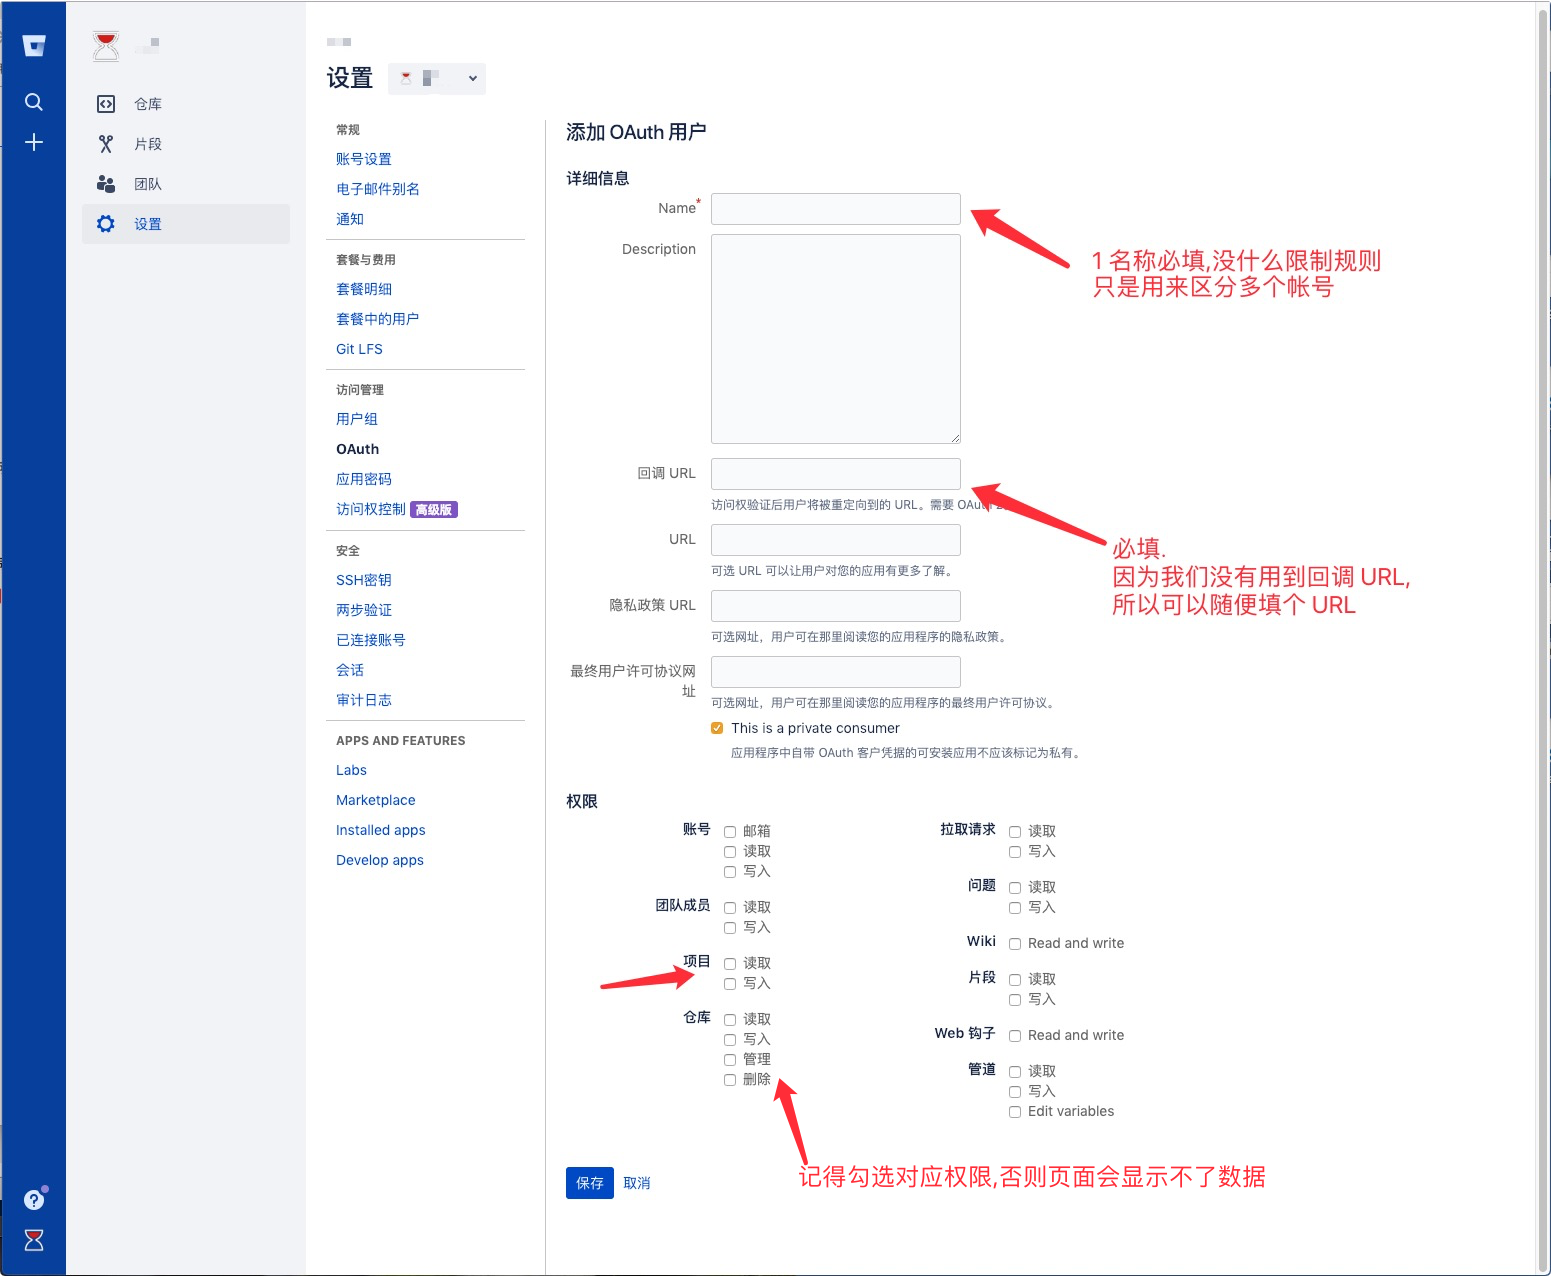 仓库
片段
团队
设置
设置
常规
账号设置
电子邮件别名
通知
套餐与费用
套餐明细
套餐中的用户
Git LFS
访问管理
用户组
OAuth
应用密码
访问权控制 高级版
安全
SSH密钥
两步验证
已连接账号
会话
审计日志
APPS AND FEATURES
Labs
Marketplace
Installed apps
Develop apps
添加 OAuth 用户
详细信息
Name*
1 名称必填,没什么限制规则
只是用来区分多个帐号
Description
回调 URL
访问权验证后用户将被重定向到的 URL。需要 OAuth
必填.
因为我们没有用到回调 URL,
所以可以随便填个 URL
URL
可选 URL 可以让用户对您的应用有更多了解。
隐私政策 URL
可选网址，用户可在那里阅读您的应用程序的隐私政策。
最终用户许可协议网
址
可选网址，用户可在那里阅读您的应用程序的最终用户许可协议。
This is a private consumer
应用程序中自带 OAuth 客户凭据的可安装应用不应该标记为私有。
权限
账号
邮箱
读取
写入
团队成员
读取
写入
项目
读取
写入
仓库
读取
写入
管理
删除
拉取请求
读取
写入
问题
读取
写入
Wiki
Read and write
片段
读取
写入
Web 钩子
Read and write
管道
读取
写入
Edit variables
记得勾选对应权限,否则页面会显示不了数据
保存 取消